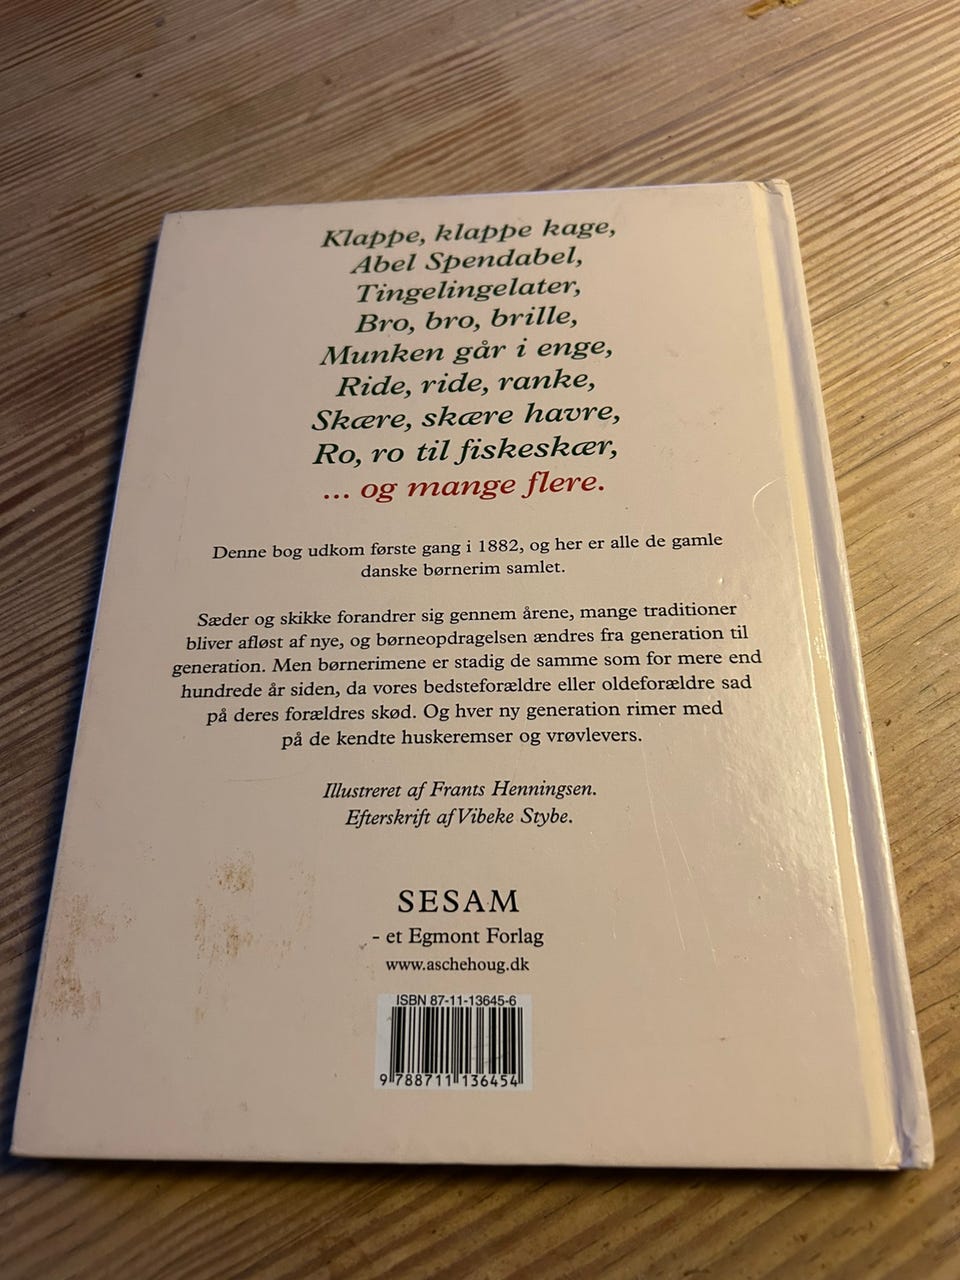 Klappe, klappe kage,
Abel Spendabel,
Tingelingelater,
Bro, bro, brille,
Munken går i enge,
Ride, ride, ranke,
Skære, skære havre,
Ro, ro til fiskeskær,
... og mange flere.
Denne bog udkom første gang i 1882, og her er alle de gamle
danske børnerim samlet.
Sæder og skikke forandrer sig gennem årene, mange traditioner
bliver afløst af nye, og børneopdragelsen ændres fra generation til
generation. Men børnerimene er stadig de samme som for mere end
hundrede år siden, da vores bedsteforældre eller oldeforældre sad
på deres forældres skød. Og hver ny generation rimer med
på de kendte huskeremser og vrøvlevers.
Illustreret af Frants Henningsen.
Efterskrift af Vibeke Stybe.
SESAM
- et Egmont Forlag
www.aschehoug.dk
ISBN 87-11-13645-6
9 788711 136454